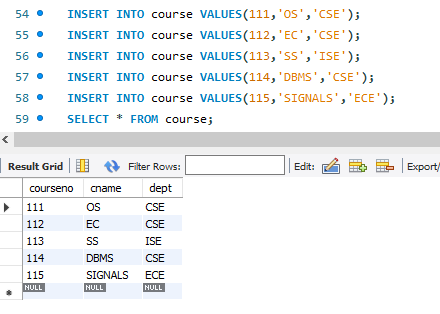 54 INSERT INTO course VALUES(111,'OS','CSE');
55 INSERT INTO course VALUES(112,'EC','CSE');
56 INSERT INTO course VALUES(113,'SS','ISE');
57 INSERT INTO course VALUES(114,'DBMS','CSE');
58 INSERT INTO course VALUES(115,'SIGNALS','ECE');
59 SELECT * FROM course;
Result Grid Filter Rows: Edit: Export/
courseno cname dept
111 OS CSE
112 EC CSE
113 SS ISE
114 DBMS CSE
115 SIGNALS ECE
NULL NULL NULL